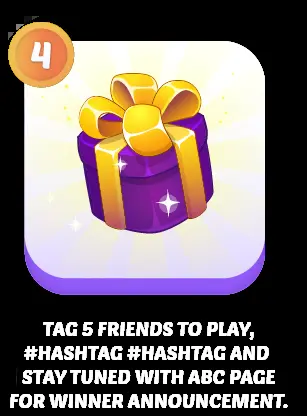 4
TAG 5 FRIENDS TO PLAY,
#HASHTAG #HASHTAG AND
STAY TUNED WITH ABC PAGE
FOR WINNER ANNOUNCEMENT.